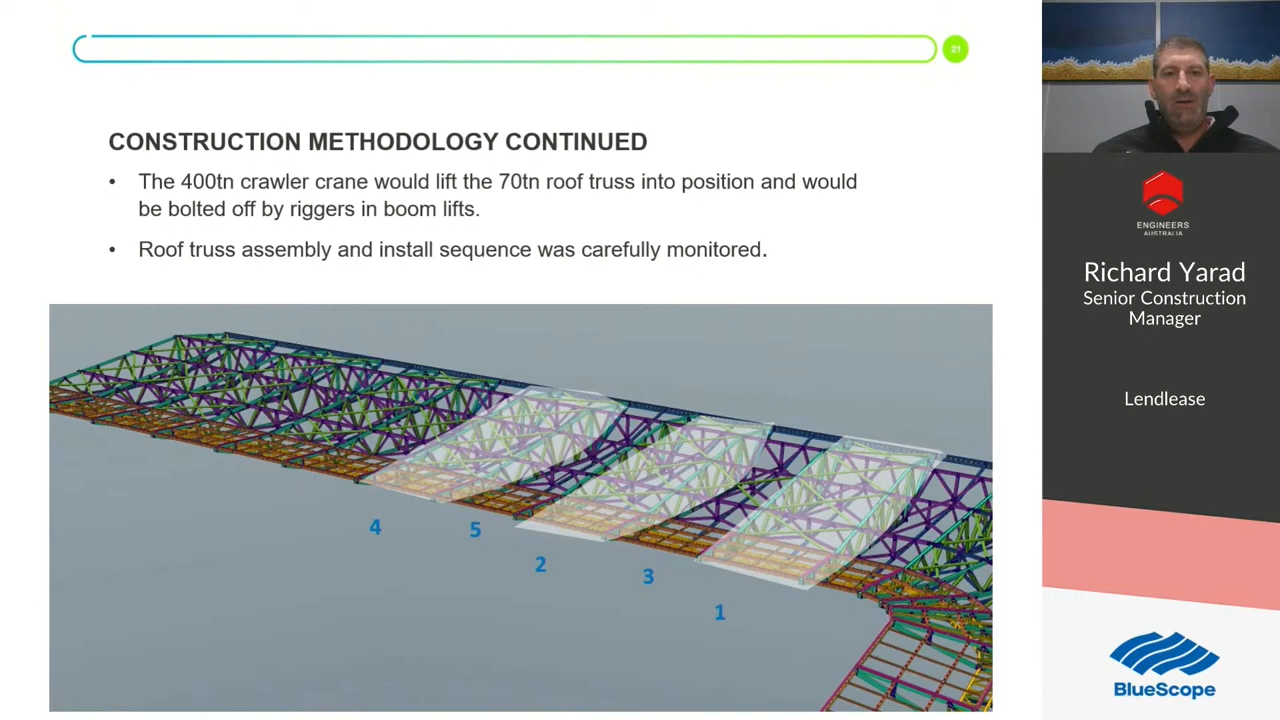 21
CONSTRUCTION METHODOLOGY CONTINUED
• The 400tn crawler crane would lift the 70tn roof truss into position and would
be bolted off by riggers in boom lifts.
• Roof truss assembly and install sequence was carefully monitored.
4
5
2
3
1
ENGINEERS
AUSTRALIA
Richard Yarad
Senior Construction
Manager
Lendlease
BlueScope